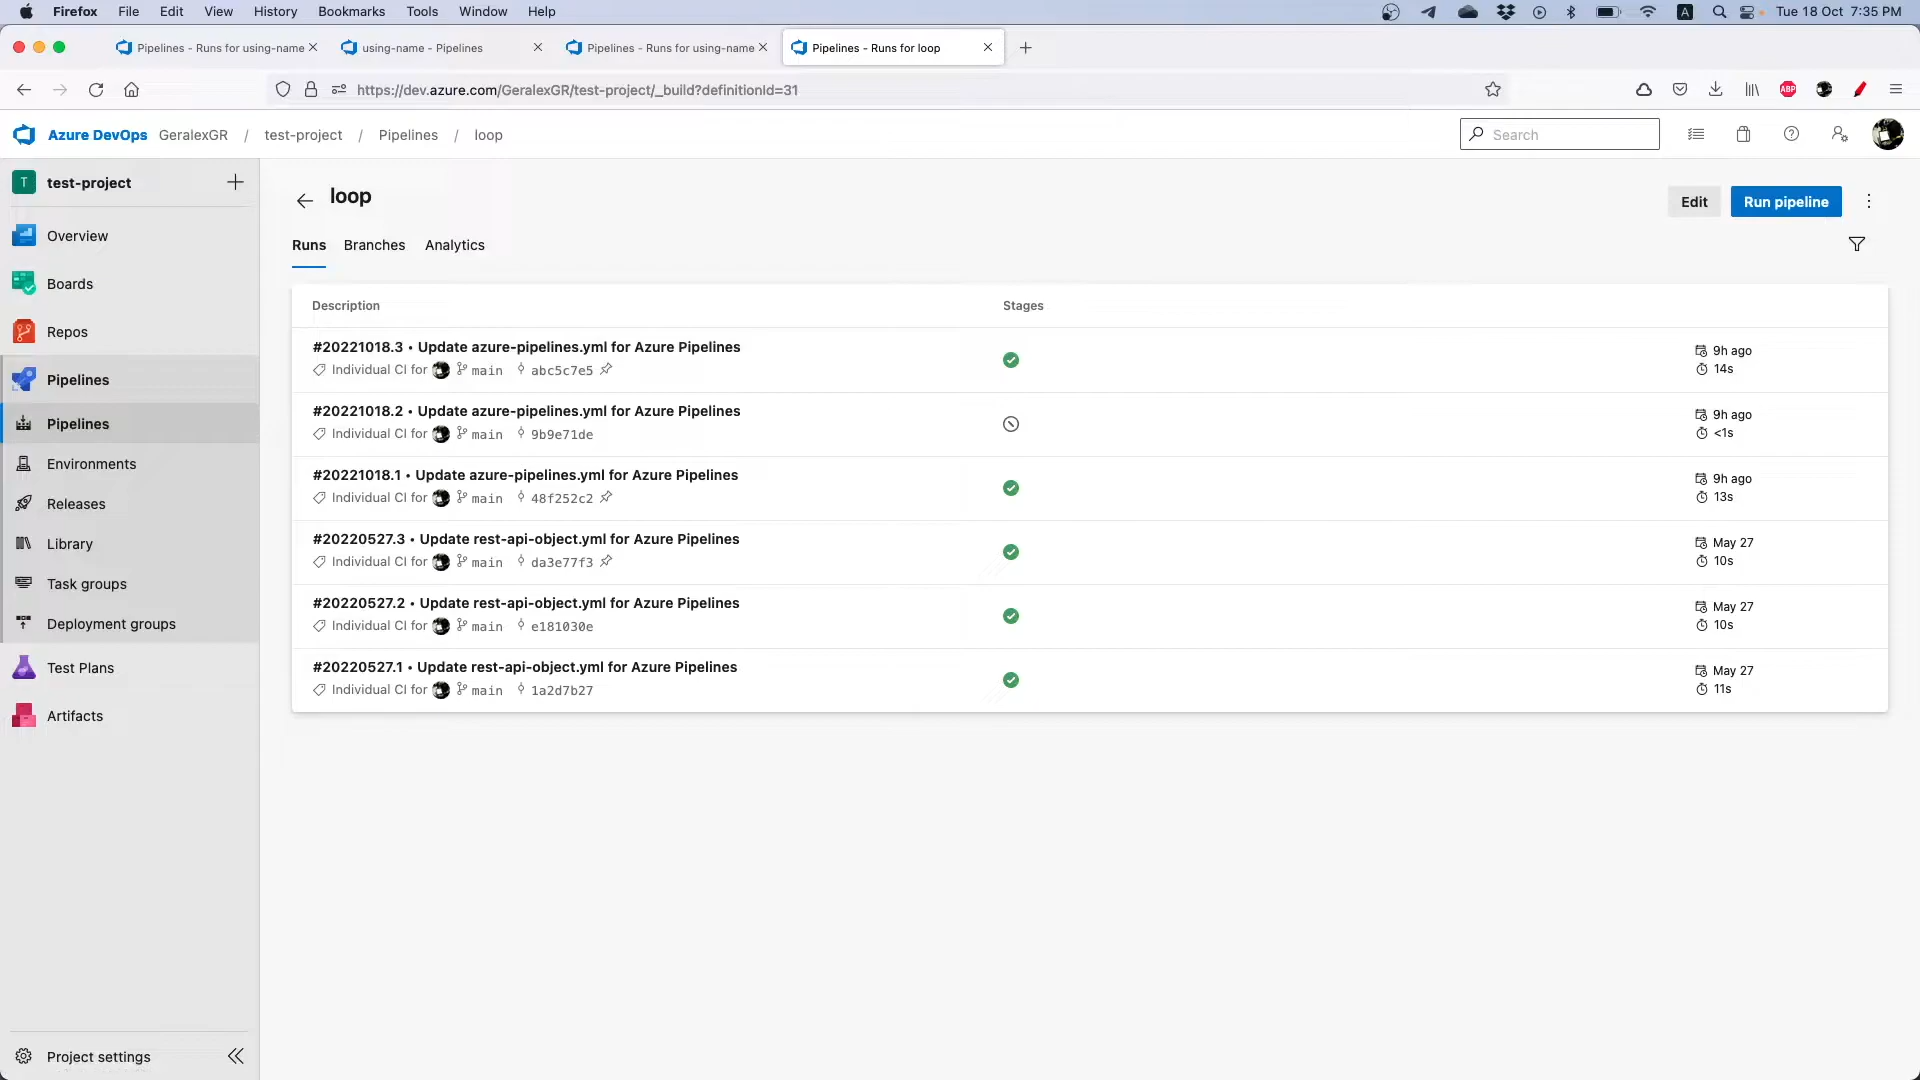 Firefox File Edit View History Bookmarks Tools Window Help A Tue 18 Oct 7:35 PM
Pipelines - Runs for using-name using-name - Pipelines Pipelines - Runs for using-name Pipelines - Runs for loop
https://dev.azure.com/GeralexGR/test-project/_build?definitionId=31 ABP
Azure DevOps GeralexGR / test-project / Pipelines / loop Search
T test-project
Overview
Boards
Repos
Pipelines
Pipelines
Environments
Releases
Library
Task groups
Deployment groups
Test Plans
Artifacts
Project settings
loop
Edit Run pipeline
Runs Branches Analytics
Description Stages
#20221018.3 • Update azure-pipelines.yml for Azure Pipelines
Individual CI for main abc5c7e5
9h ago
14s
#20221018.2 • Update azure-pipelines.yml for Azure Pipelines
Individual CI for main 9b9e71de
9h ago
<1s
#20221018.1 • Update azure-pipelines.yml for Azure Pipelines
Individual CI for main 48f252c2
9h ago
13s
#20220527.3 • Update rest-api-object.yml for Azure Pipelines
Individual CI for main da3e77f3
May 27
10s
#20220527.2 • Update rest-api-object.yml for Azure Pipelines
Individual CI for main e181030e
May 27
10s
#20220527.1 • Update rest-api-object.yml for Azure Pipelines
Individual CI for main 1a2d7b27
May 27
11s